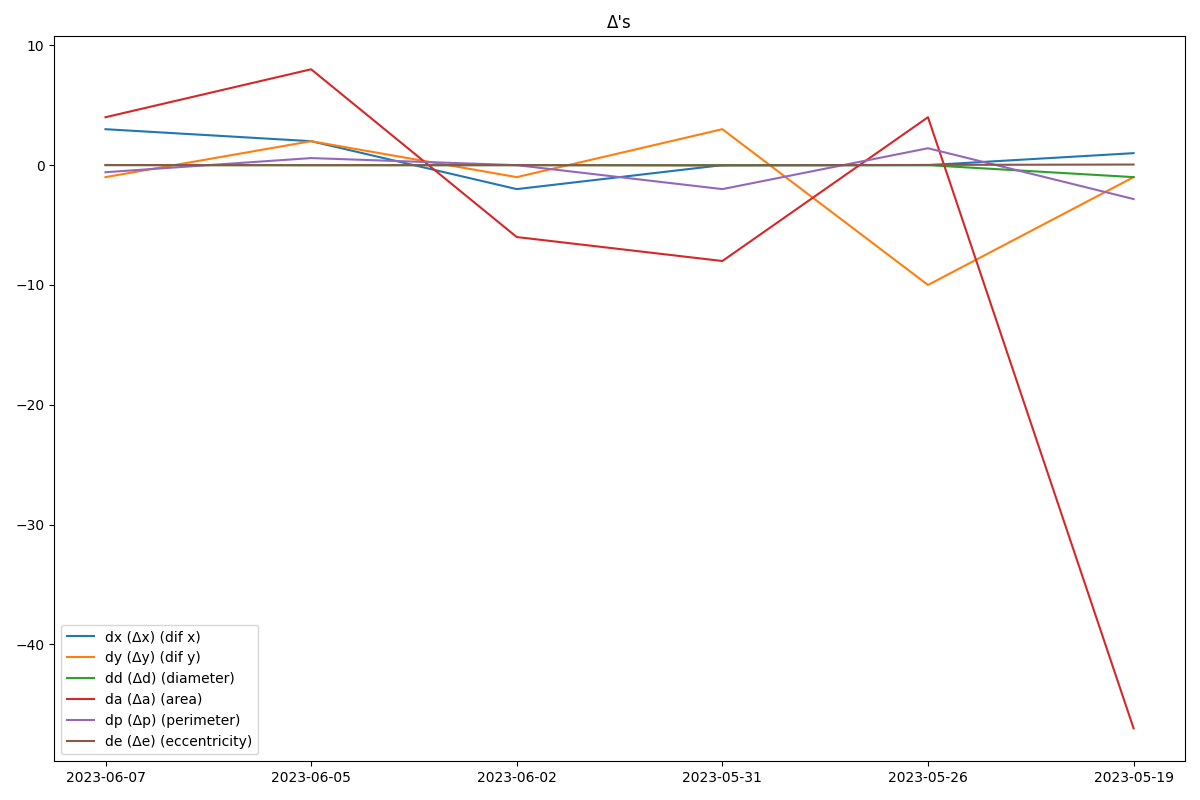 Δ's
10
0
−10
−20
−30
−40
dx (Δx) (dif x)
dy (Δy) (dif y)
dd (Δd) (diameter)
da (Δa) (area)
dp (Δp) (perimeter)
de (Δe) (eccentricity)
2023-06-07 2023-06-05 2023-06-02 2023-05-31 2023-05-26 2023-05-19